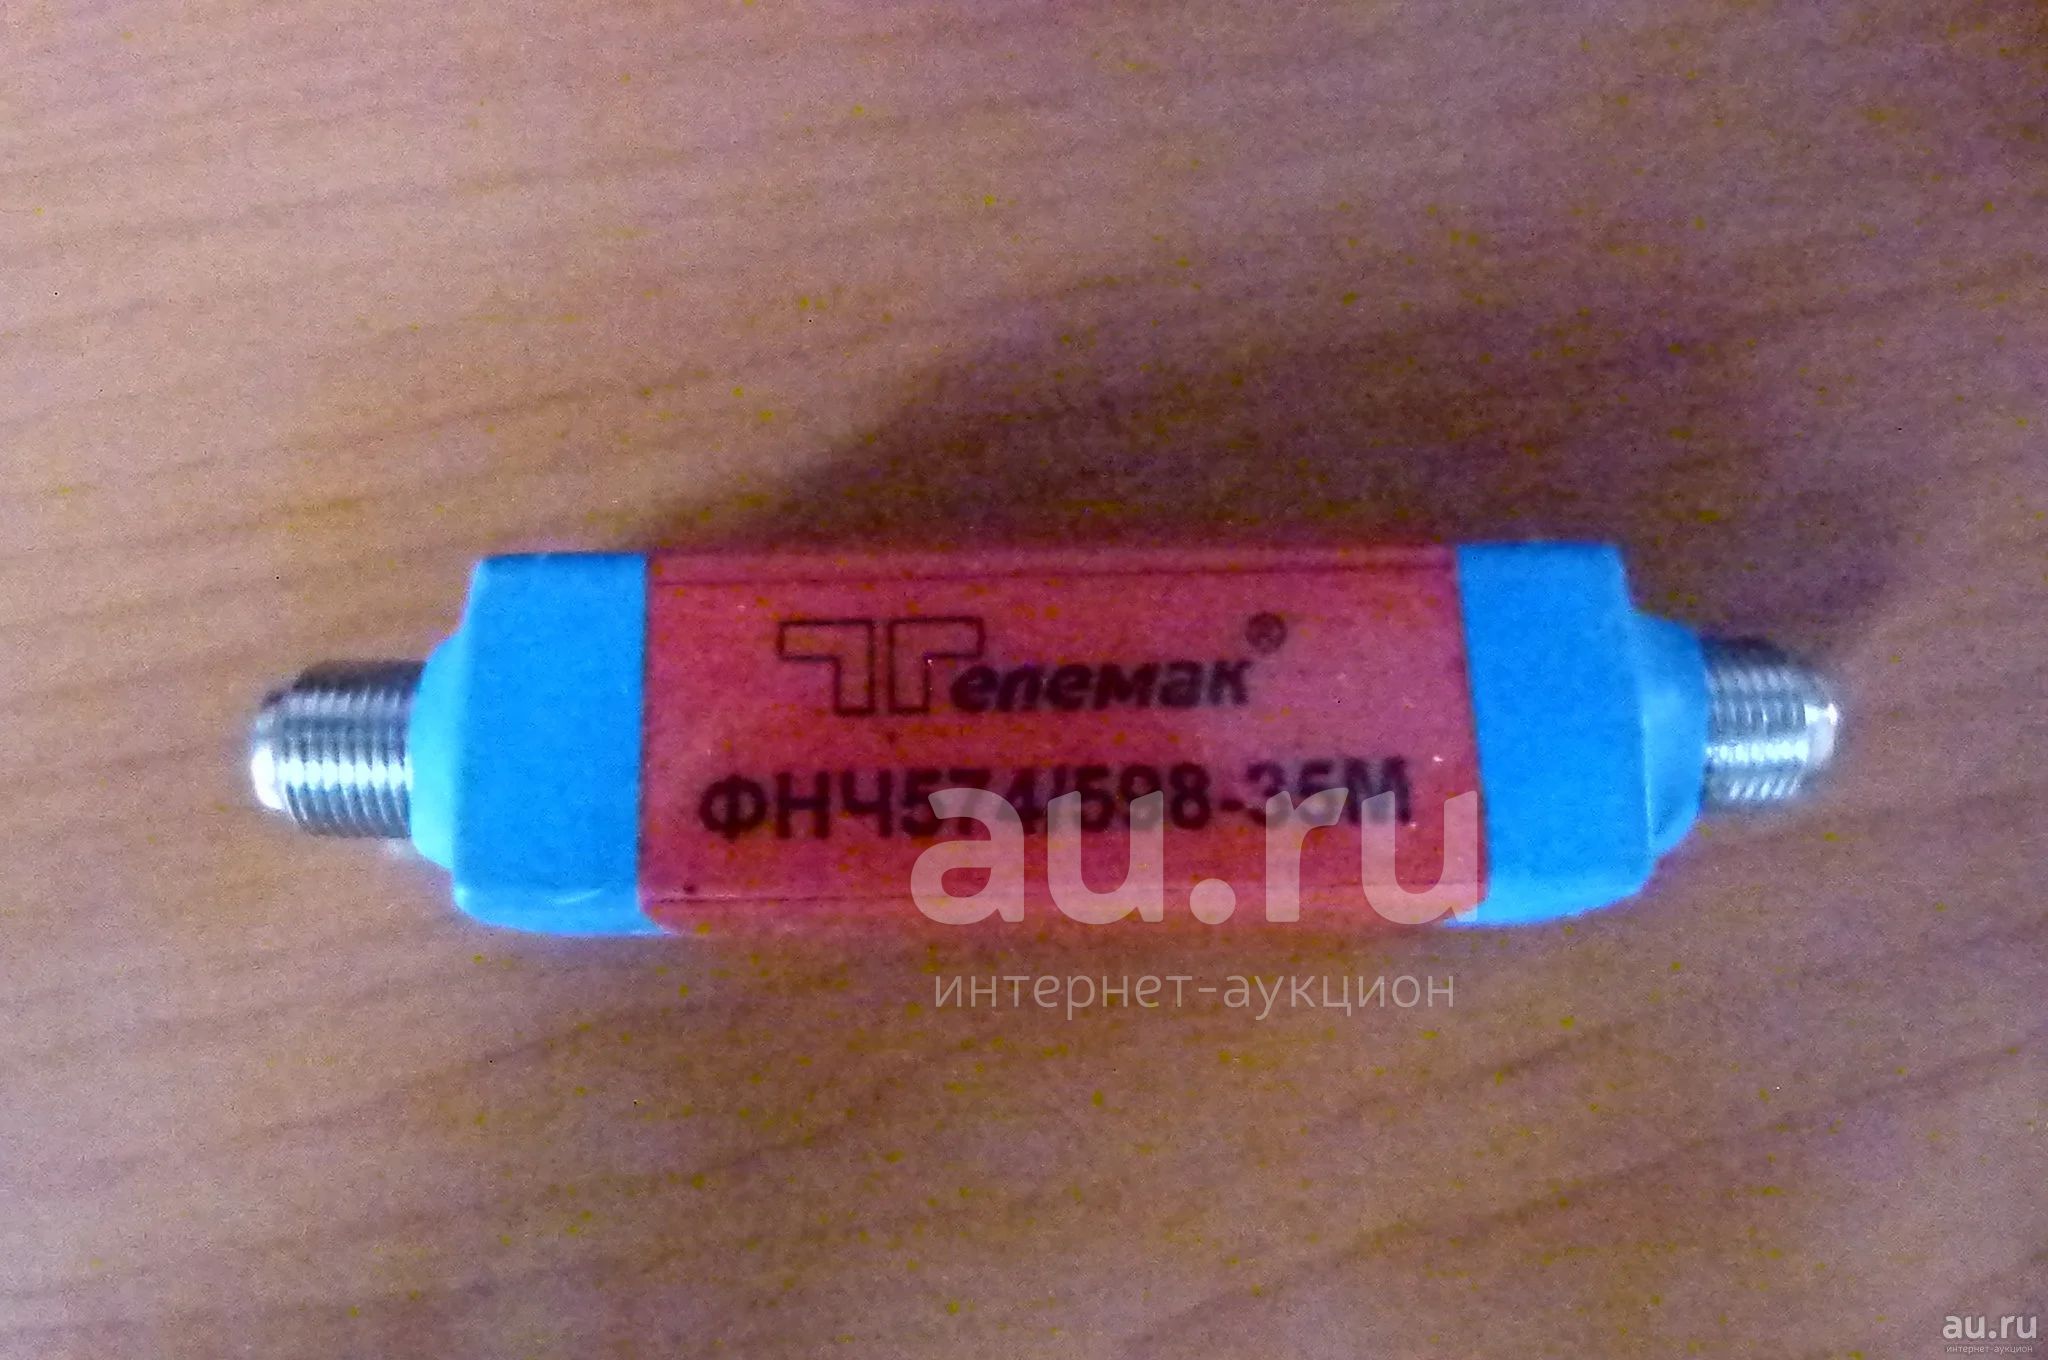 Телемак®
ФНЧ574/598-35М
au.ru
интернет-аукцион
au.ru
интернет-аукцион